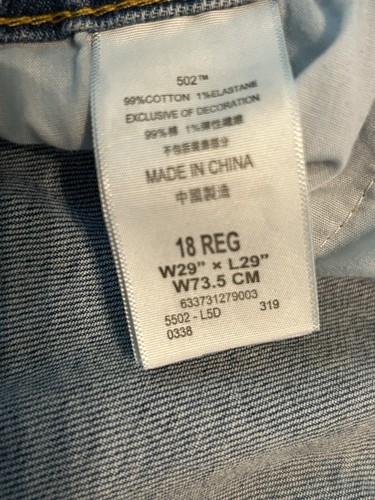 502™
99%COTTON 1%ELASTANE
EXCLUSIVE OF DECORATION
99%棉 1%彈性纖維
不包括連接部分
MADE IN CHINA
中國製造
18 REG
W29” × L29”
W73.5 CM
633731279003
5502 - L5D 319
0338